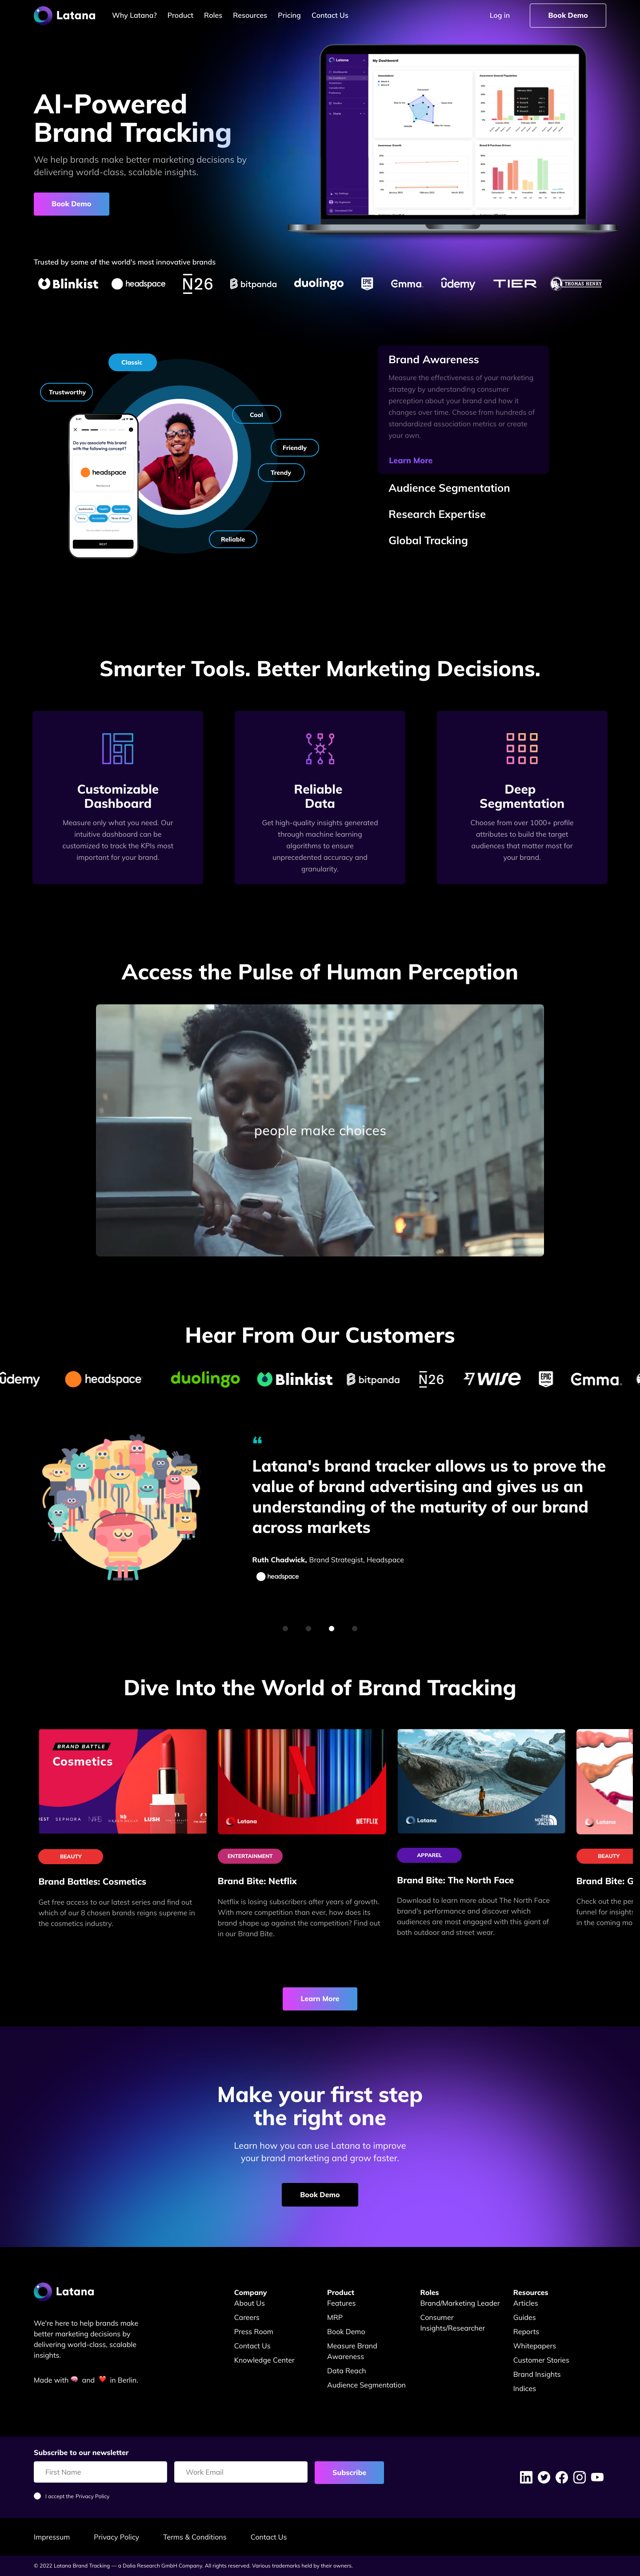 Latana
Why Latana? Product Roles Resources Pricing Contact Us
Log in
Book Demo
AI-Powered
Brand Tracking
We help brands make better marketing decisions by
delivering world-class, scalable insights.
Book Demo
Latana
My Dashboard
Trusted by some of the world's most innovative brands
Blinkist headspace N26 bitpanda duolingo EPIC GAMES Emma udemy TIER THOMAS HENRY
Classic
Trustworthy
Cool
Friendly
Trendy
Reliable
Do you associate this brand
with the following concept?
headspace
NEXT
Brand Awareness
Measure the effectiveness of your marketing
strategy by understanding consumer
perception about your brand and how it
changes over time. Choose from hundreds of
standardized association metrics or create
your own.
Learn More
Audience Segmentation
Research Expertise
Global Tracking
Smarter Tools. Better Marketing Decisions.
Customizable
Dashboard
Measure only what you need. Our
intuitive dashboard can be
customized to track the KPIs most
important for your brand.
Reliable
Data
Get high-quality insights generated
through machine learning
algorithms to ensure
unprecedented accuracy and
granularity.
Deep
Segmentation
Choose from over 1000+ profile
attributes to build the target
audiences that matter most for
your brand.
Access the Pulse of Human Perception
people make choices
Hear From Our Customers
udemy headspace duolingo Blinkist bitpanda N26 WISE EPIC GAMES Emma
“
Latana's brand tracker allows us to prove the
value of brand advertising and gives us an
understanding of the maturity of our brand
across markets
Ruth Chadwick, Brand Strategist, Headspace
headspace
Dive Into the World of Brand Tracking
BRAND BATTLE
Cosmetics
SEPHORA NARS LUSH
BEAUTY
Brand Battles: Cosmetics
Get free access to our latest series and find out
which of our 8 chosen brands reigns supreme in
the cosmetics industry.
Latana NETFLIX
ENTERTAINMENT
Brand Bite: Netflix
Netflix is losing subscribers after years of growth.
With more competition than ever, how does its
brand shape up against the competition? Find out
in our Brand Bite.
Latana THE NORTH FACE
APPAREL
Brand Bite: The North Face
Download to learn more about The North Face
brand's performance and discover which
audiences are most engaged with this giant of
both outdoor and street wear.
Latana
BEAUTY
Brand Bite: G
Check out the per
funnel for insight
in the coming mo
Learn More
Make your first step
the right one
Learn how you can use Latana to improve
your brand marketing and grow faster.
Book Demo
Latana
We're here to help brands make
better marketing decisions by
delivering world-class, scalable
insights.
Made with 🧠 and ❤️ in Berlin.
Company
About Us
Careers
Press Room
Contact Us
Knowledge Center
Product
Features
MRP
Book Demo
Measure Brand
Awareness
Data Reach
Audience Segmentation
Roles
Brand/Marketing Leader
Consumer
Insights/Researcher
Resources
Articles
Guides
Reports
Whitepapers
Customer Stories
Brand Insights
Indices
Subscribe to our newsletter
First Name
Work Email
Subscribe
I accept the Privacy Policy
Impressum Privacy Policy Terms & Conditions Contact Us
© 2022 Latana Brand Tracking — a Dalia Research GmbH Company. All rights reserved. Various trademarks held by their owners.